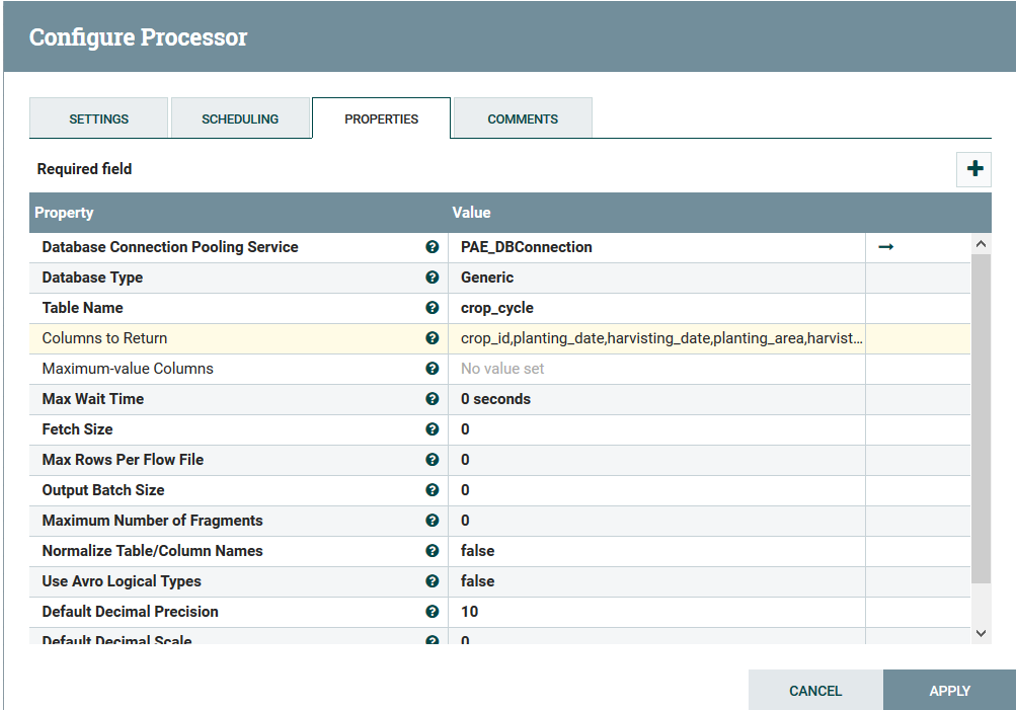 Configure Processor
SETTINGS SCHEDULING PROPERTIES COMMENTS
Required field
Property Value
Database Connection Pooling Service PAE_DBConnection
Database Type Generic
Table Name crop_cycle
Columns to Return crop_id,planting_date,harvisting_date,planting_area,harvist...
Maximum-value Columns No value set
Max Wait Time 0 seconds
Fetch Size 0
Max Rows Per Flow File 0
Output Batch Size 0
Maximum Number of Fragments 0
Normalize Table/Column Names false
Use Avro Logical Types false
Default Decimal Precision 10
Default Decimal Scale 0
CANCEL APPLY